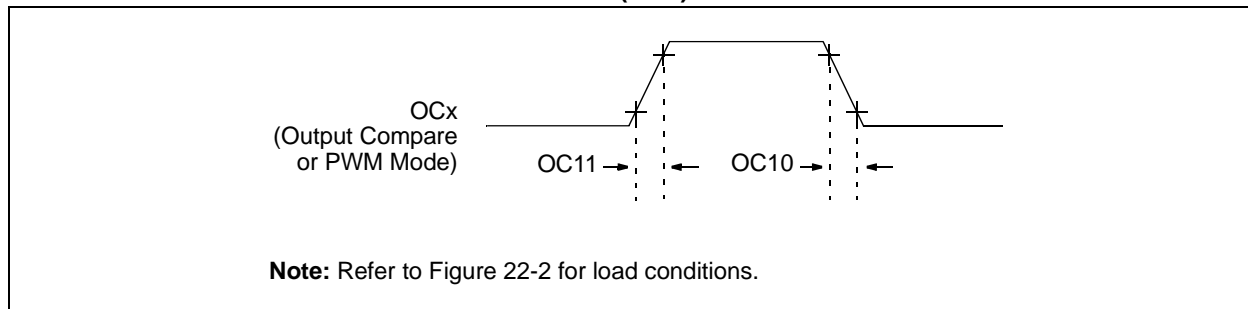 OCx
(Output Compare
or PWM Mode)
OC11
OC10
Note: Refer to Figure 22-2 for load conditions.